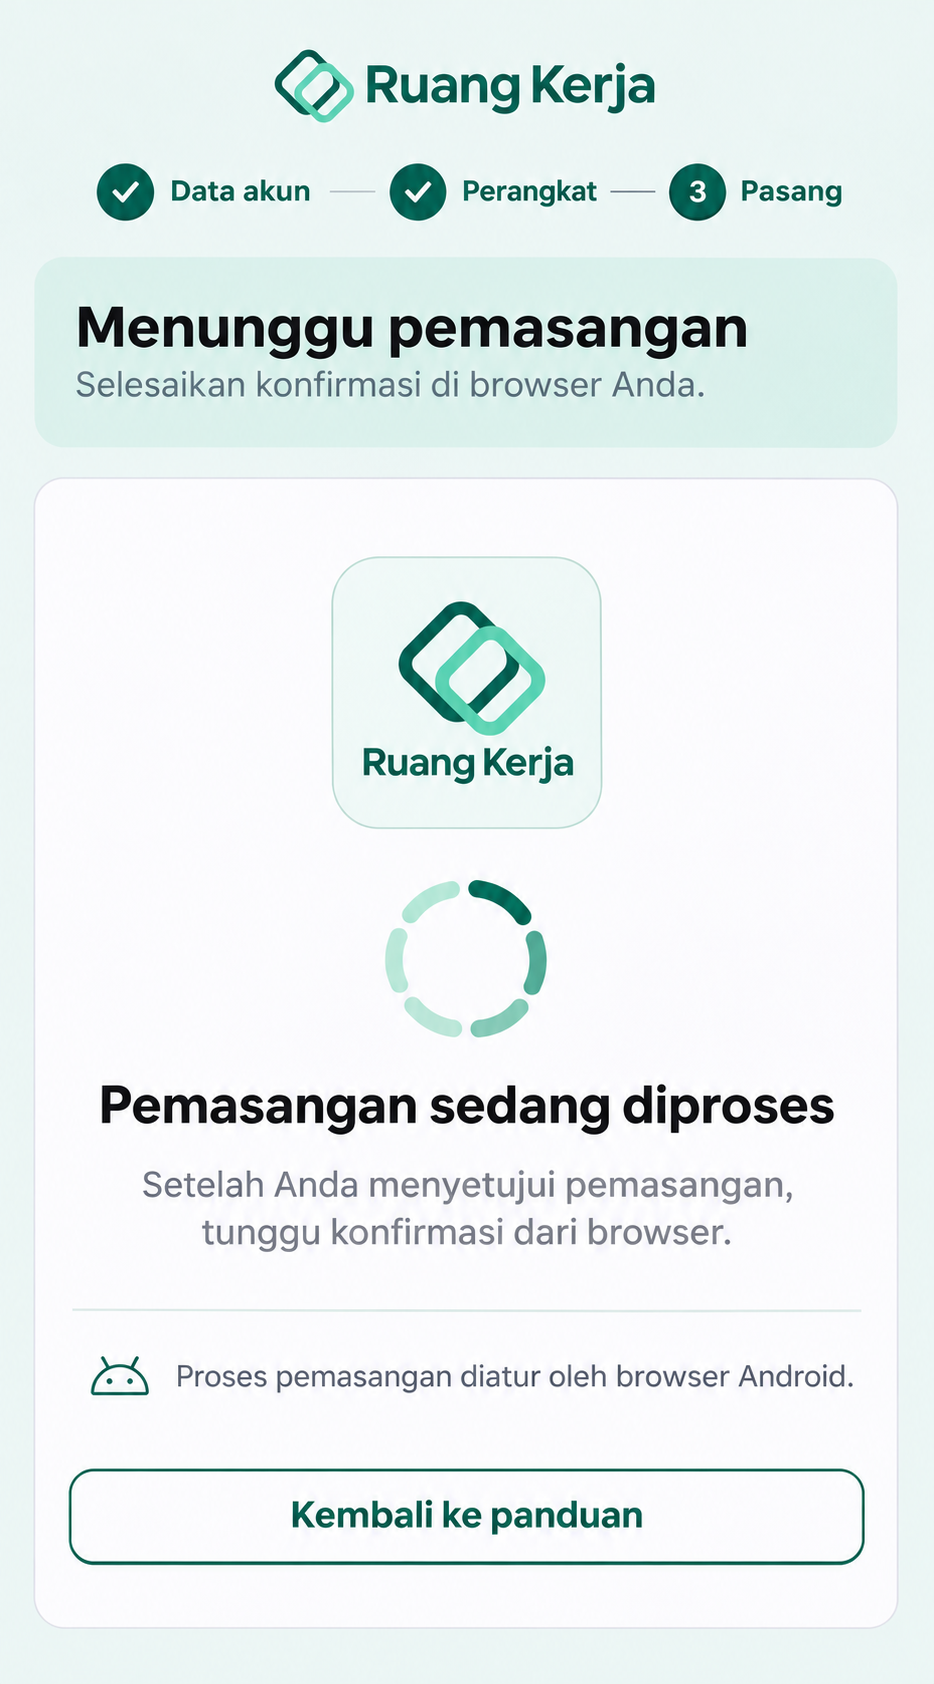 Ruang Kerja
Data akun
Perangkat
3 Pasang
Menunggu pemasangan
Selesaikan konfirmasi di browser Anda.
Ruang Kerja
Pemasangan sedang diproses
Setelah Anda menyetujui pemasangan,
tunggu konfirmasi dari browser.
Proses pemasangan diatur oleh browser Android.
Kembali ke panduan